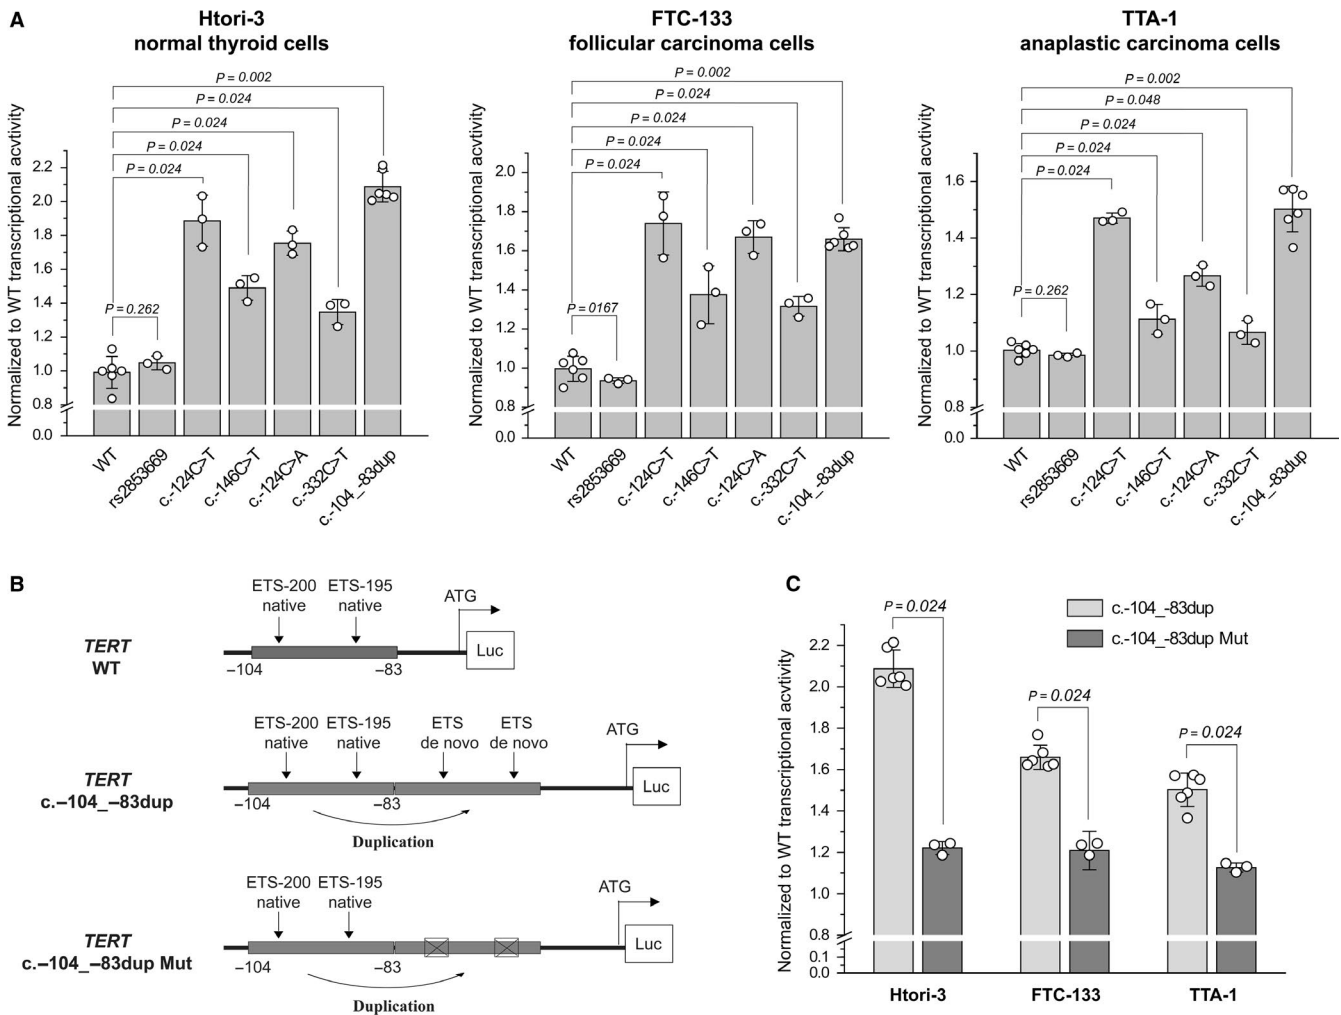 A
Htori-3
normal thyroid cells
Normalized to WT transcriptional acvtivity
P = 0.002
P = 0.024
P = 0.024
P = 0.024
P = 0.024
P = 0.262
2.2
2.0
1.8
1.6
1.4
1.2
1.0
0.8
0.0
WT
rs2853669
c.-124C>T
c.-146C>T
c.-124C>A
c.-332C>T
c.-104_-83dup
FTC-133
follicular carcinoma cells
Normalized to WT transcriptional acvtivity
P = 0.002
P = 0.024
P = 0.024
P = 0.024
P = 0.024
P = 0167
2.0
1.8
1.6
1.4
1.2
1.0
0.8
0.0
WT
rs2853669
c.-124C>T
c.-146C>T
c.-124C>A
c.-332C>T
c.-104_-83dup
TTA-1
anaplastic carcinoma cells
Normalized to WT transcriptional acvtivity
P = 0.002
P = 0.048
P = 0.024
P = 0.024
P = 0.024
P = 0.262
1.6
1.4
1.2
1.0
0.8
0.0
WT
rs2853669
c.-124C>T
c.-146C>T
c.-124C>A
c.-332C>T
c.-104_-83dup
B
TERT
WT
ETS-200
native
ETS-195
native
ATG
Luc
–104
–83
TERT
c.–104_–83dup
ETS-200
native
ETS-195
native
ETS
de novo
ETS
de novo
ATG
Luc
–104
–83
Duplication
TERT
c.–104_–83dup Mut
ETS-200
native
ETS-195
native
ATG
Luc
–104
–83
Duplication
C
c.-104_-83dup
c.-104_-83dup Mut
Normalized to WT transcriptional acvtivity
P = 0.024
P = 0.024
P = 0.024
2.2
2.0
1.8
1.6
1.4
1.2
1.0
0.8
0.1
0.0
Htori-3
FTC-133
TTA-1